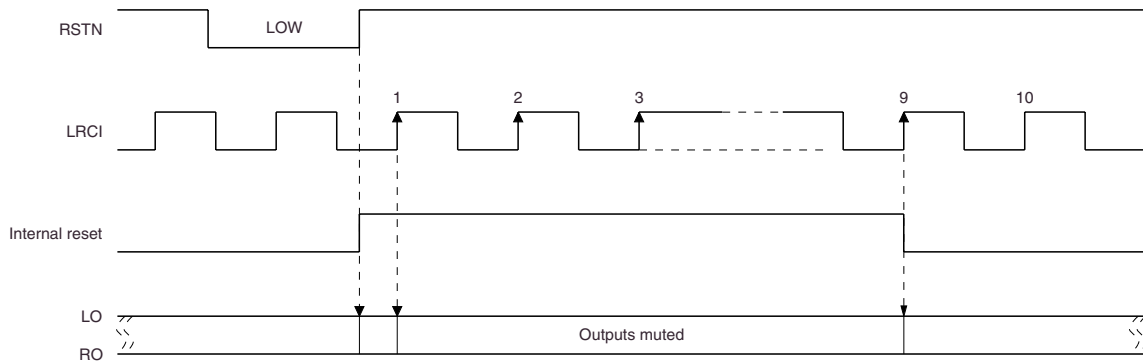 RSTN
LOW
1 2 3 9 10
LRCI
Internal reset
LO
Outputs muted
RO